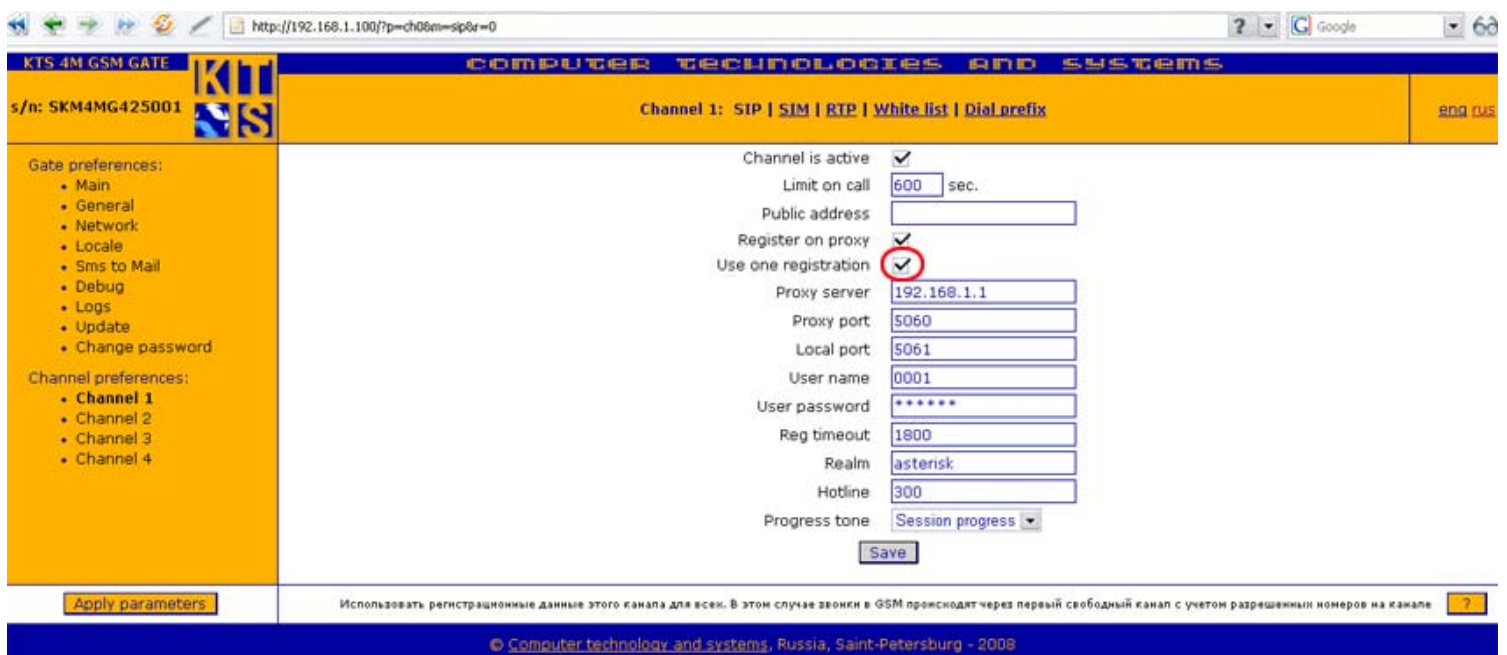 http://192.168.1.100/?p=ch0&m=sip&r=0
? Google
KTS 4M GSM GATE
COMPUTER TECHNOLOGIES AND SYSTEMS
KTS
s/n: SKM4MG425001
Channel 1: SIP | SIM | RTP | White list | Dial prefix
eng rus
Gate preferences:
• Main
• General
• Network
• Locale
• Sms to Mail
• Debug
• Logs
• Update
• Change password
Channel preferences:
• Channel 1
• Channel 2
• Channel 3
• Channel 4
Channel is active
Limit on call 600 sec.
Public address
Register on proxy
Use one registration
Proxy server 192.168.1.1
Proxy port 5060
Local port 5061
User name 0001
User password ******
Reg timeout 1800
Realm asterisk
Hotline 300
Progress tone Session progress
Save
Apply parameters
Использовать регистрационные данные этого канала для всех. В этом случае звонки в GSM происходят через первый свободный канал с учетом разрешенных номеров на канале
?
© Computer technology and systems, Russia, Saint-Petersburg - 2008